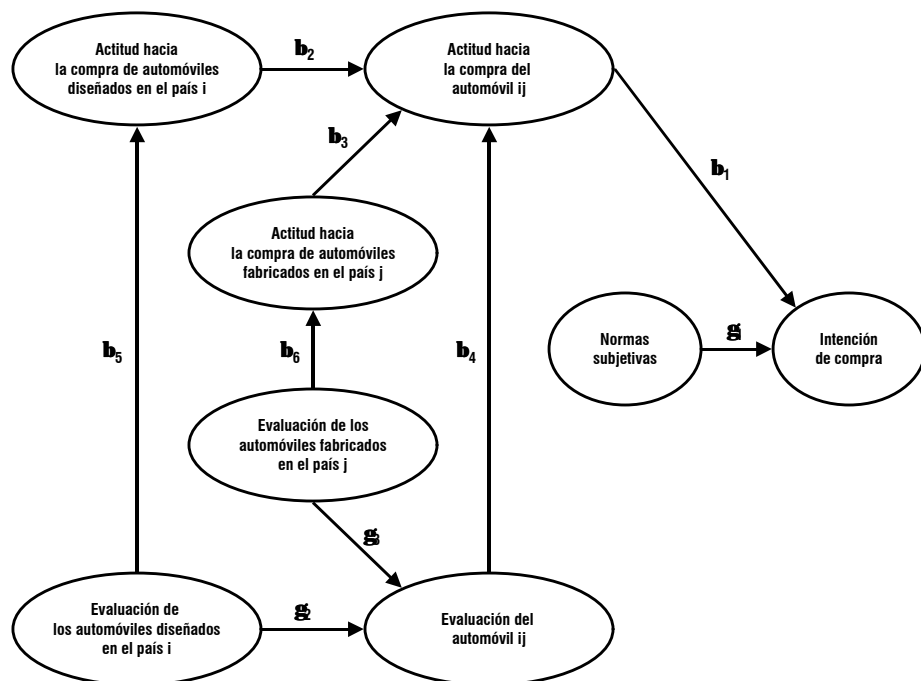 Actitud hacia
la compra de automóviles
diseñados en el país i
b2
Actitud hacia
la compra del
automóvil ij
b3
b1
Actitud hacia
la compra de automóviles
fabricados en el país j
b5
b6
b4
Normas
subjetivas
Intención
de compra
Evaluación de los
automóviles fabricados
en el país j
g3
Evaluación de
los automóviles diseñados
en el país i
g2
Evaluación del
automóvil ij